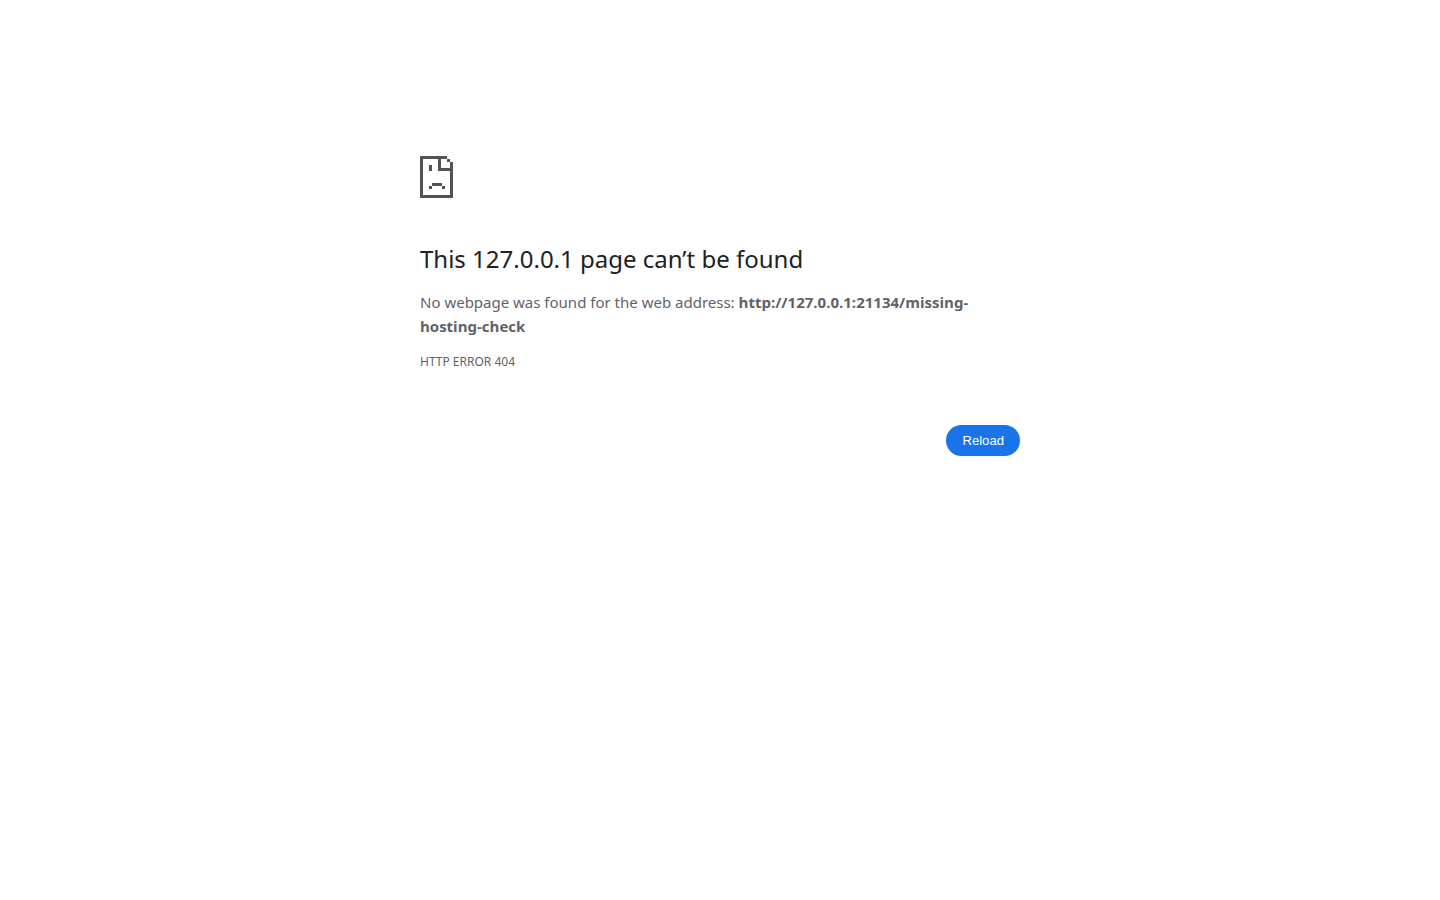 This 127.0.0.1 page can’t be found
No webpage was found for the web address: http://127.0.0.1:21134/missing-
hosting-check
HTTP ERROR 404
Reload